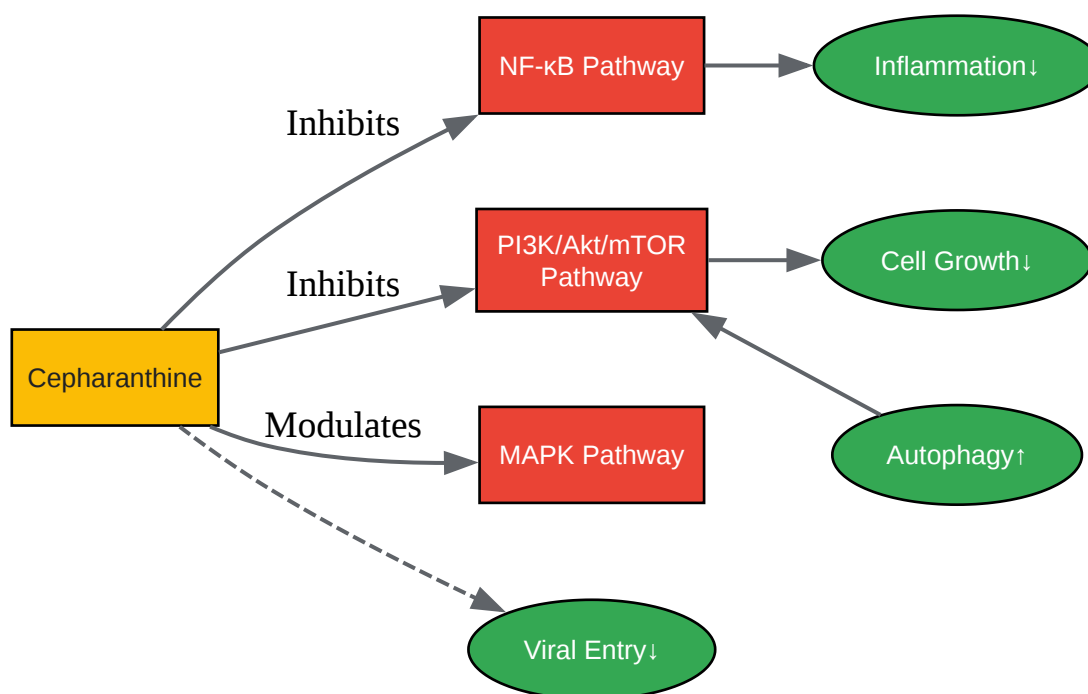 NF-κB Pathway
Inflammation↓
Inhibits
PI3K/Akt/mTOR
Pathway
Cell Growth↓
Inhibits
Cepharanthine
Modulates
MAPK Pathway
Autophagy↑
Viral Entry↓